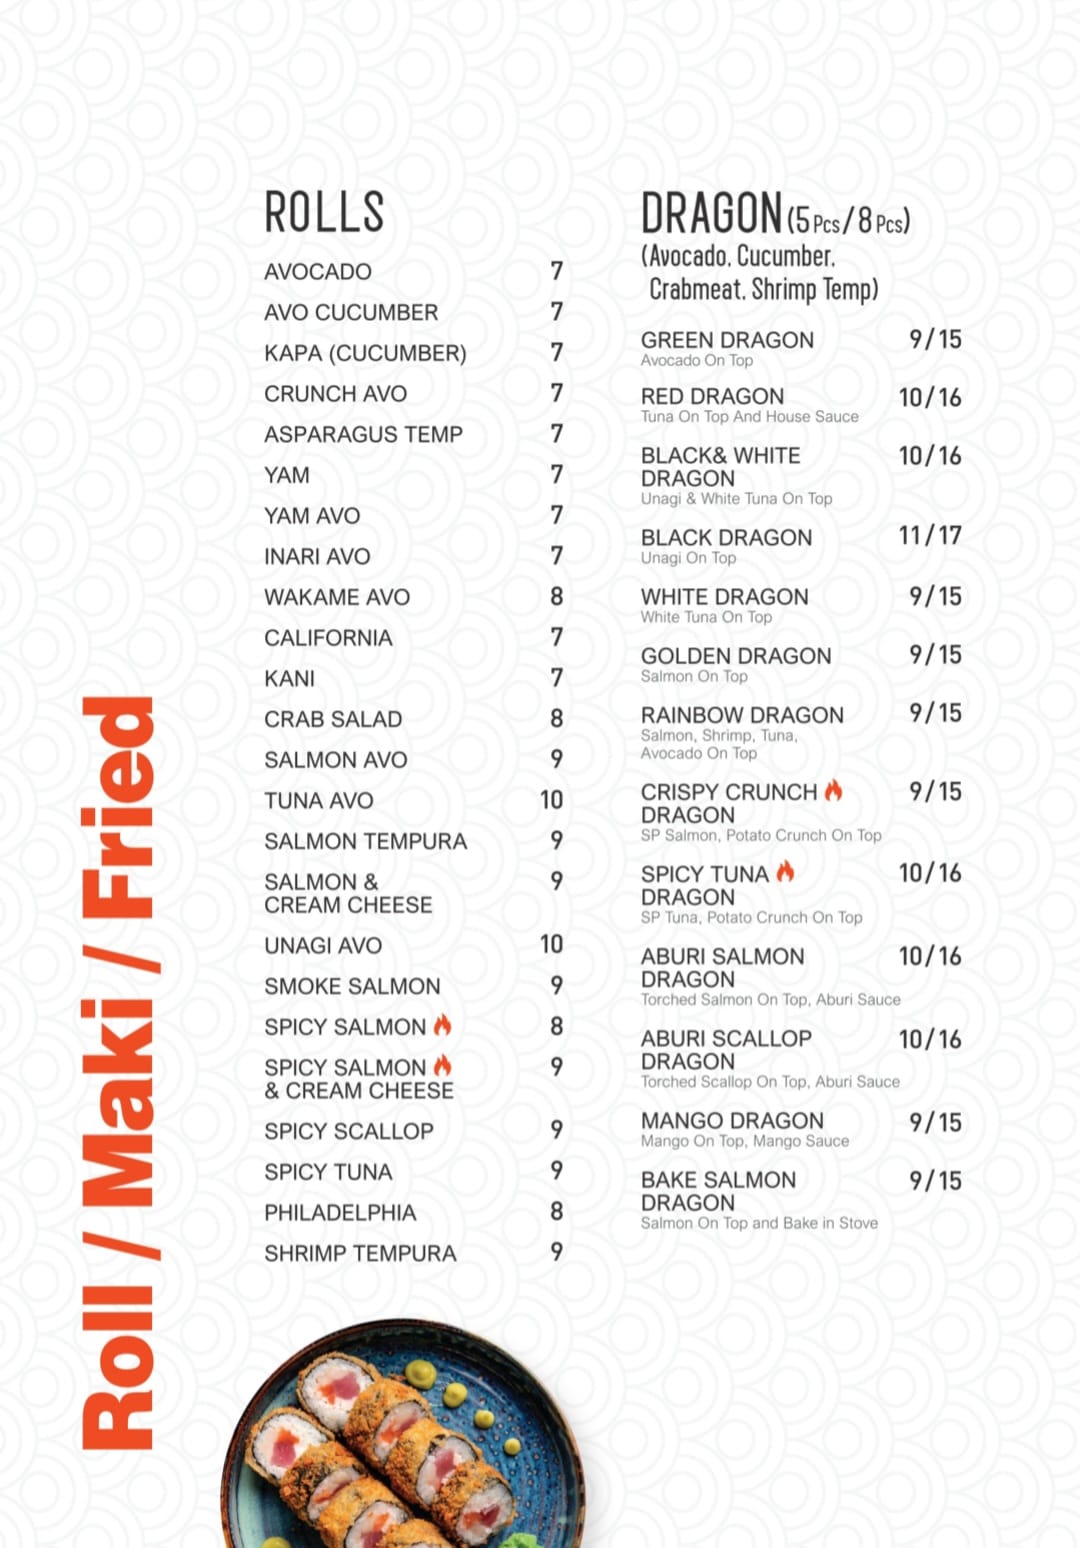 Roll / Maki / Fried
ROLLS
AVOCADO 7
AVO CUCUMBER 7
KAPA (CUCUMBER) 7
CRUNCH AVO 7
ASPARAGUS TEMP 7
YAM 7
YAM AVO 7
INARI AVO 7
WAKAME AVO 8
CALIFORNIA 7
KANI 7
CRAB SALAD 8
SALMON AVO 9
TUNA AVO 10
SALMON TEMPURA 9
SALMON & 9
CREAM CHEESE
UNAGI AVO 10
SMOKE SALMON 9
SPICY SALMON 8
SPICY SALMON 9
& CREAM CHEESE
SPICY SCALLOP 9
SPICY TUNA 9
PHILADELPHIA 8
SHRIMP TEMPURA 9
DRAGON (5 Pcs/8 Pcs)
(Avocado. Cucumber.
Crabmeat. Shrimp Temp)
GREEN DRAGON 9/15
Avocado On Top
RED DRAGON 10/16
Tuna On Top And House Sauce
BLACK& WHITE 10/16
DRAGON
Unagi & White Tuna On Top
BLACK DRAGON 11/17
Unagi On Top
WHITE DRAGON 9/15
White Tuna On Top
GOLDEN DRAGON 9/15
Salmon On Top
RAINBOW DRAGON 9/15
Salmon, Shrimp, Tuna,
Avocado On Top
CRISPY CRUNCH 9/15
DRAGON
SP Salmon, Potato Crunch On Top
SPICY TUNA 10/16
DRAGON
SP Tuna, Potato Crunch On Top
ABURI SALMON 10/16
DRAGON
Torched Salmon On Top, Aburi Sauce
ABURI SCALLOP 10/16
DRAGON
Torched Scallop On Top, Aburi Sauce
MANGO DRAGON 9/15
Mango On Top, Mango Sauce
BAKE SALMON 9/15
DRAGON
Salmon On Top and Bake in Stove